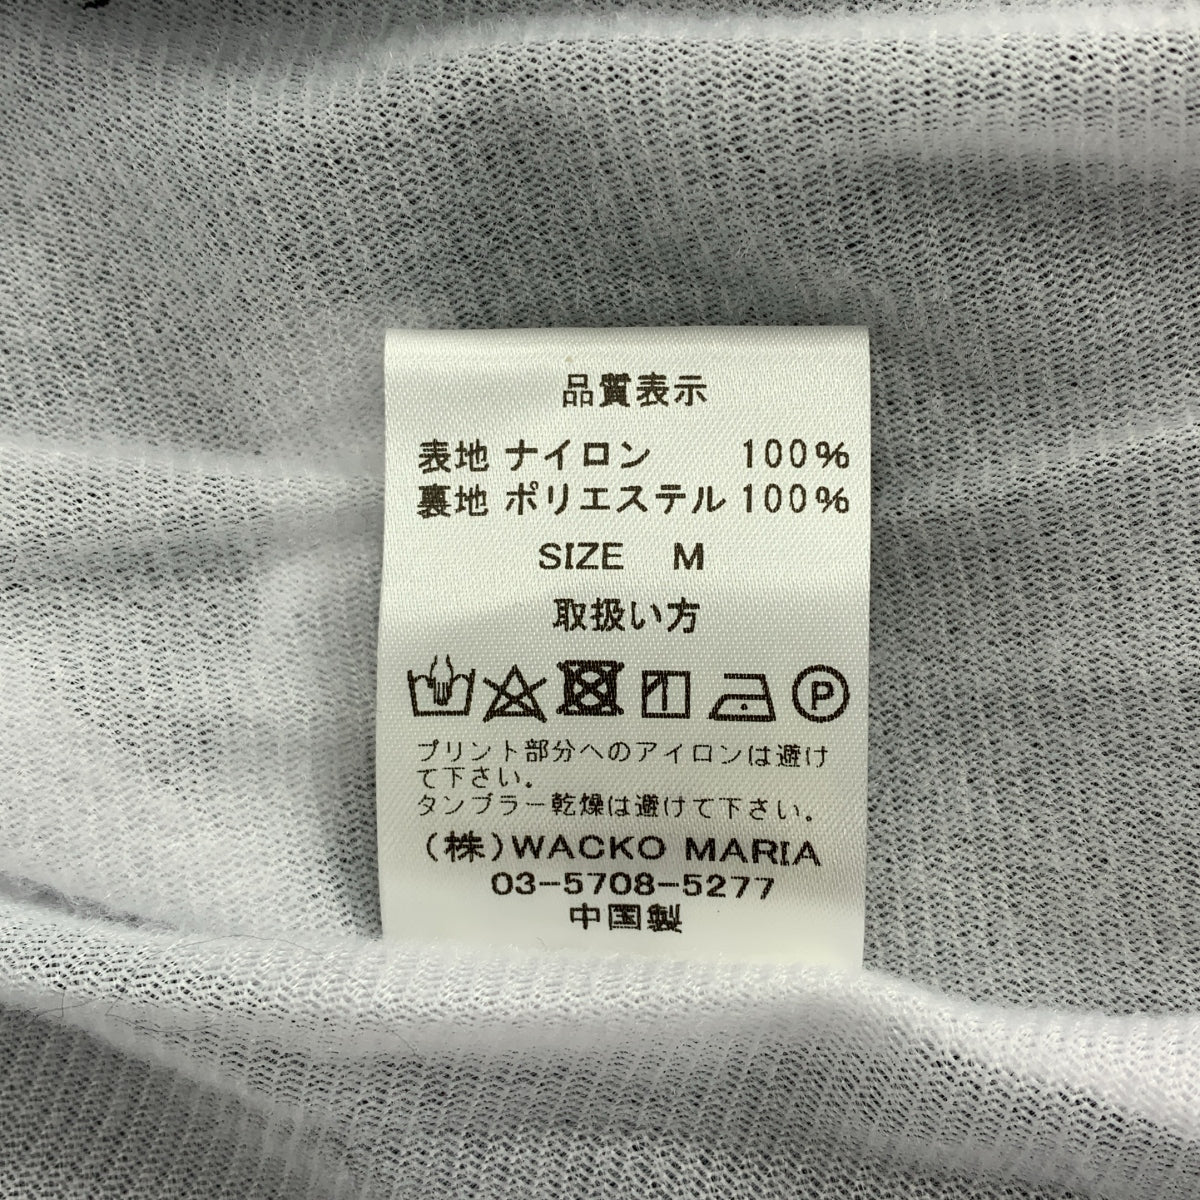 品質表示
表地 ナイロン 100%
裏地 ポリエステル 100%
SIZE M
取扱い方
P
プリント部分へのアイロンは避け
て下さい。
タンブラー乾燥は避けて下さい。
(株)WACKO MARIA
03-5708-5277
中国製